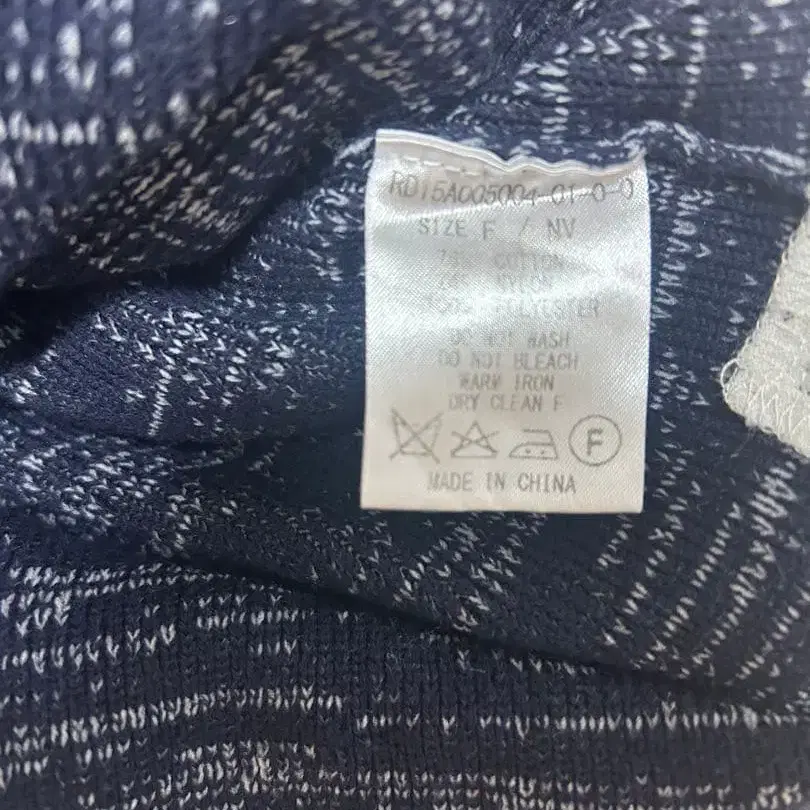 RD15A005004-01-0-0
SIZE F / NV
COTTON
NYLON
100% POLYESTER
DO NOT WASH
DO NOT BLEACH
WARM IRON
DRY CLEAN F
F
MADE IN CHINA